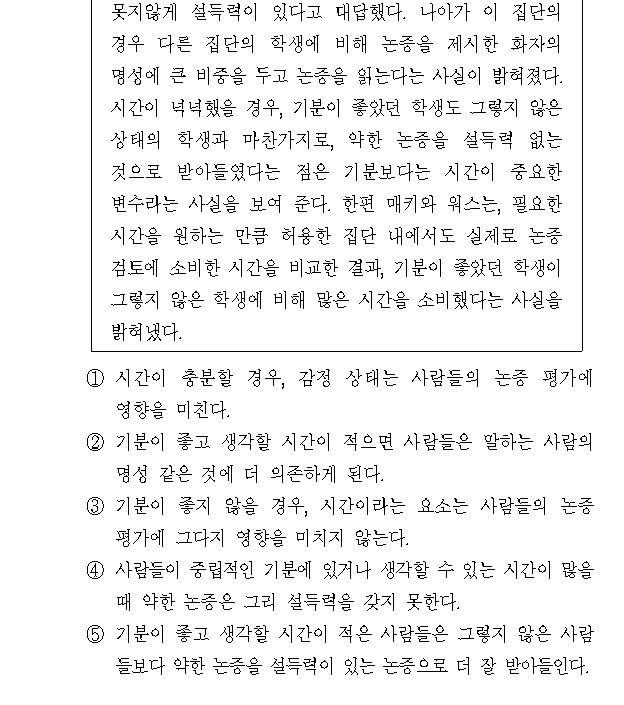 못지않게 설득력이 있다고 대답했다. 나아가 이 집단의
경우 다른 집단의 학생에 비해 논증을 제시한 화자의
명성에 큰 비중을 두고 논증을 읽는다는 사실이 밝혀졌다.
시간이 넉넉했을 경우, 기분이 좋았던 학생도 그렇지 않은
상태의 학생과 마찬가지로, 약한 논증을 설득력 없는
것으로 받아들였다는 점은 기분보다는 시간이 중요한
변수라는 사실을 보여 준다. 한편 매키와 워스는, 필요한
시간을 원하는 만큼 허용한 집단 내에서도 실제로 논증
검토에 소비한 시간을 비교한 결과, 기분이 좋았던 학생이
그렇지 않은 학생에 비해 많은 시간을 소비했다는 사실을
밝혀냈다.
① 시간이 충분할 경우, 감정 상태는 사람들의 논증 평가에
영향을 미친다.
② 기분이 좋고 생각할 시간이 적으면 사람들은 말하는 사람의
명성 같은 것에 더 의존하게 된다.
③ 기분이 좋지 않을 경우, 시간이라는 요소는 사람들의 논증
평가에 그다지 영향을 미치지 않는다.
④ 사람들이 중립적인 기분에 있거나 생각할 수 있는 시간이 많을
때 약한 논증은 그리 설득력을 갖지 못한다.
⑤ 기분이 좋고 생각할 시간이 적은 사람들은 그렇지 않은 사람
들보다 약한 논증을 설득력이 있는 논증으로 더 잘 받아들인다.